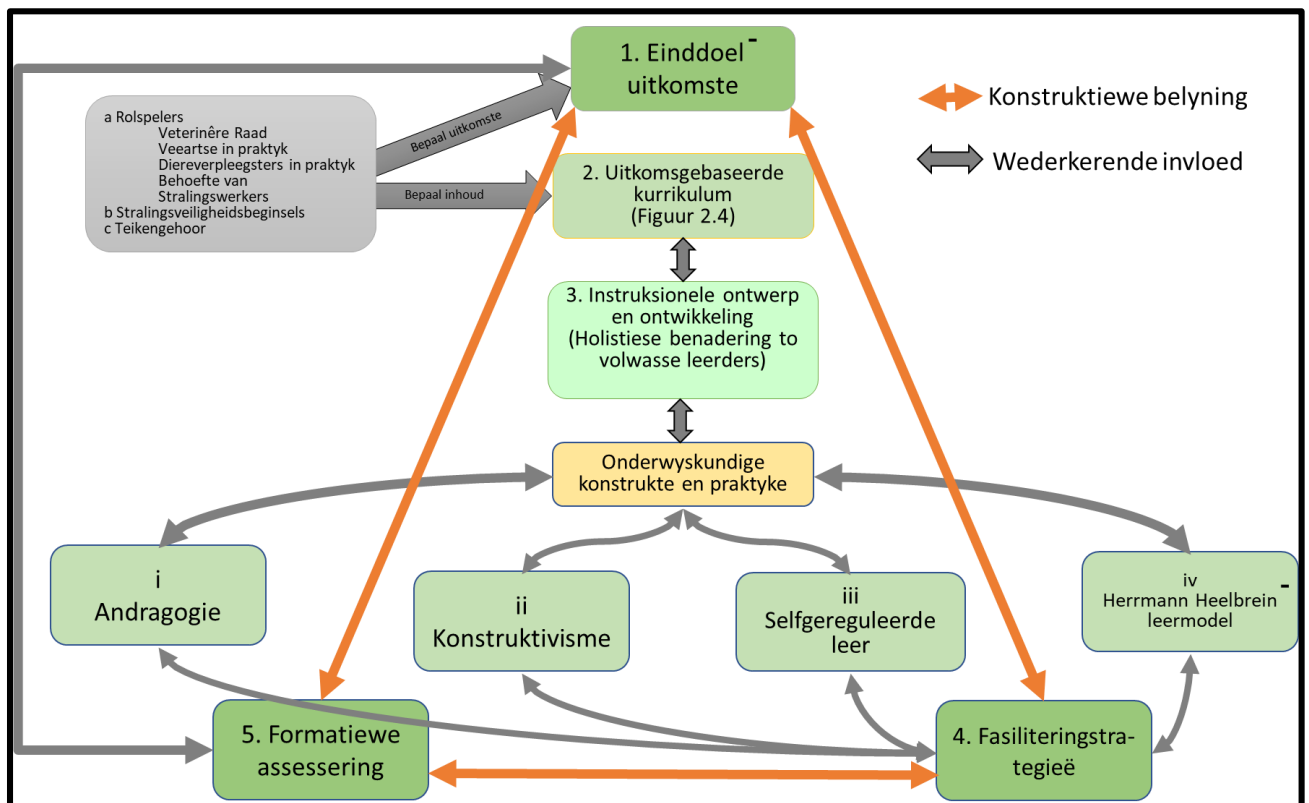 1. Einddoel-
uitkomste
Konstruktiewe belyning
Wederkerende invloed
a Rolspelers
Veterinêre Raad
Veeartse in praktyk
Diereverpleegsters in praktyk
Behoefte van
Stralingswerkers
b Stralingsveiligheidsbeginsels
c Teikengehoor
Bepaal uitkomste
Bepaal inhoud
2. Uitkomsgebaseerde
kurrikulum
(Figuur 2.4)
3. Instruksionele ontwerp
en ontwikkeling
(Holistiese benadering to
volwasse leerders)
Onderwyskundige
konstrukte en praktyke
i
Andragogie
ii
Konstruktivisme
iii
Selfgereguleerde
leer
iv
Herrmann Heelbrein-
leermodel
5. Formatiewe
assessering
4. Fasiliteringstra-
tegieë